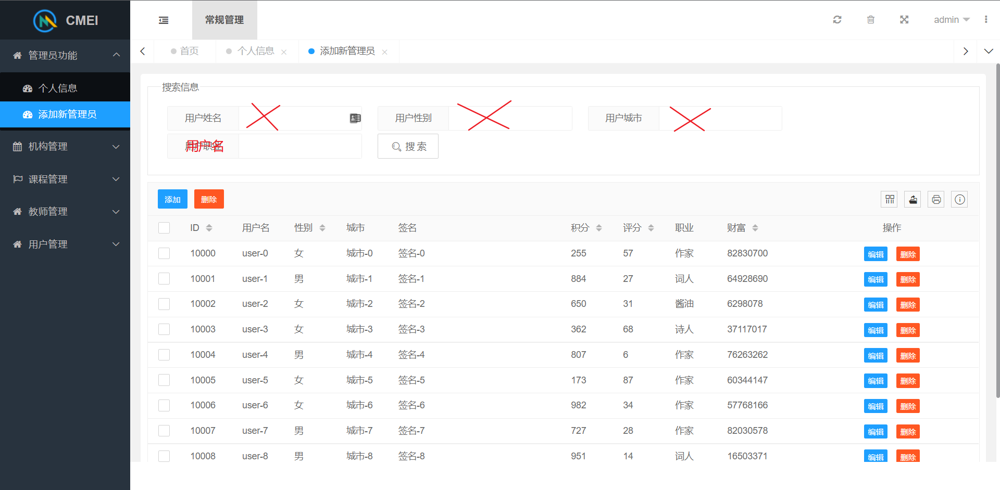 CMEI
常规管理
admin
管理员功能
首页
个人信息
添加新管理员
个人信息
添加新管理员
机构管理
课程管理
教师管理
用户管理
搜索信息
用户姓名
用户性别
用户城市
用户职业
用户名
搜 索
添加 删除
ID 用户名 性别 城市 签名 积分 评分 职业 财富 操作
10000 user-0 女 城市-0 签名-0 255 57 作家 82830700 编辑 删除
10001 user-1 男 城市-1 签名-1 884 27 词人 64928690 编辑 删除
10002 user-2 女 城市-2 签名-2 650 31 酱油 6298078 编辑 删除
10003 user-3 女 城市-3 签名-3 362 68 诗人 37117017 编辑 删除
10004 user-4 男 城市-4 签名-4 807 6 作家 76263262 编辑 删除
10005 user-5 女 城市-5 签名-5 173 87 作家 60344147 编辑 删除
10006 user-6 女 城市-6 签名-6 982 34 作家 57768166 编辑 删除
10007 user-7 男 城市-7 签名-7 727 28 作家 82030578 编辑 删除
10008 user-8 男 城市-8 签名-8 951 14 词人 16503371 编辑 删除